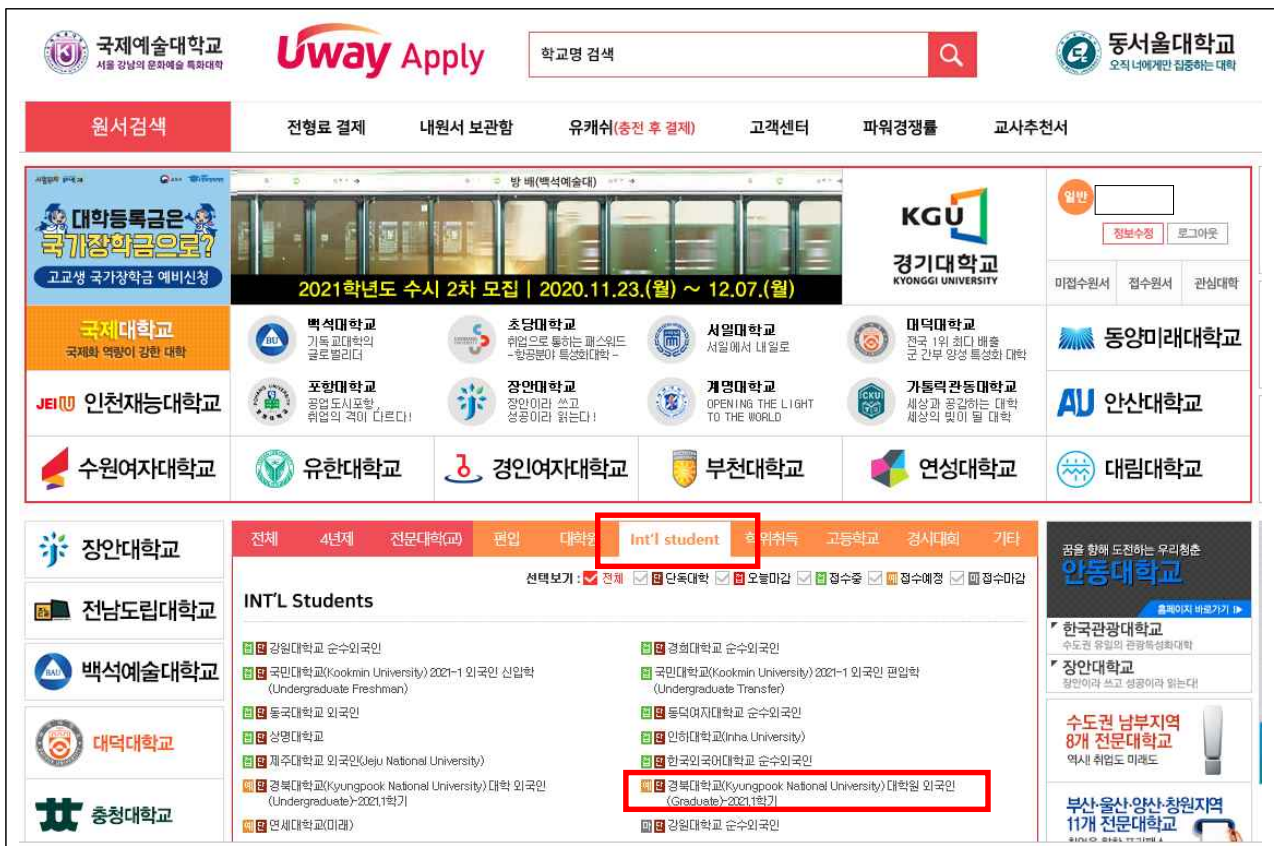 국제예술대학교
서울 강남의 문화예술 특화대학
Uway Apply
학교명 검색
동서울대학교
오직 너에게만 집중하는 대학
원서검색
전형료 결제
내원서 보관함
유캐쉬(충전 후 결제)
고객센터
파워경쟁률
교사추천서
대학등록금은
국가장학금으로?
고교생 국가장학금 예비신청
방 배(백석예술대)
2021학년도 수시 2차 모집 | 2020.11.23.(월) ~ 12.07.(월)
KGU
경기대학교
KYONGGI UNIVERSITY
일반
정보수정
로그아웃
미접수원서
접수원서
관심대학
국제대학교
국제화 역량이 강한 대학
BU
백석대학교
기독교대학의
글로벌리더
초당대학교
취업으로 통하는 패스워드
-항공분야 특성화대학-
서일대학교
서일에서 내일로
대덕대학교
전국 1위 최다 배출
군 간부 양성 특성화 대학
동양미래대학교
JEIU 인천재능대학교
포항대학교
공업도시포항,
취업의 격이 다르다!
장안대학교
장안이라 쓰고
성공이라 읽는다!
계명대학교
OPENING THE LIGHT
TO THE WORLD
CKU
가톨릭관동대학교
세상과 공감하는 대학
세상의 빛이 될 대학
AU 안산대학교
수원여자대학교
유한대학교
경인여자대학교
부천대학교
연성대학교
대림대학교
장안대학교
전남도립대학교
BAU 백석예술대학교
대덕대학교
충청대학교
전체
4년제
전문대학(교)
편입
대학원
Int'l student
학위취득
고등학교
경시대회
기타
선택보기 : 전체 단 단독대학 오늘마감 접 접수중 예 접수예정 마 접수마감
INT'L Students
접 단 강원대학교 순수외국인
접 단 경희대학교 순수외국인
접 단 국민대학교(Kookmin University) 2021-1 외국인 신입학
(Undergraduate Freshman)
접 단 국민대학교(Kookmin University) 2021-1 외국인 편입학
(Undergraduate Transfer)
접 단 동국대학교 외국인
접 단 동덕여자대학교 순수외국인
접 단 상명대학교
접 단 인하대학교(Inha University)
접 단 제주대학교 외국인(Jeju National University)
접 단 한국외국어대학교 순수외국인
예 단 경북대학교(Kyungpook National University) 대학 외국인
(Undergraduate)-2021,1학기
예 단 경북대학교(Kyungpook National University) 대학원 외국인
(Graduate)-2021,1학기
예 단 연세대학교(미래)
마 단 강원대학교 순수외국인
꿈을 향해 도전하는 우리청춘
안동대학교
홈페이지 바로가기
한국관광대학교
수도권 유일의 관광특성화대학
장안대학교
장안이라 쓰고 성공이라 읽는다!
수도권 남부지역
8개 전문대학교
역시! 취업도 미래도
부산·울산·양산·창원지역
11개 전문대학교